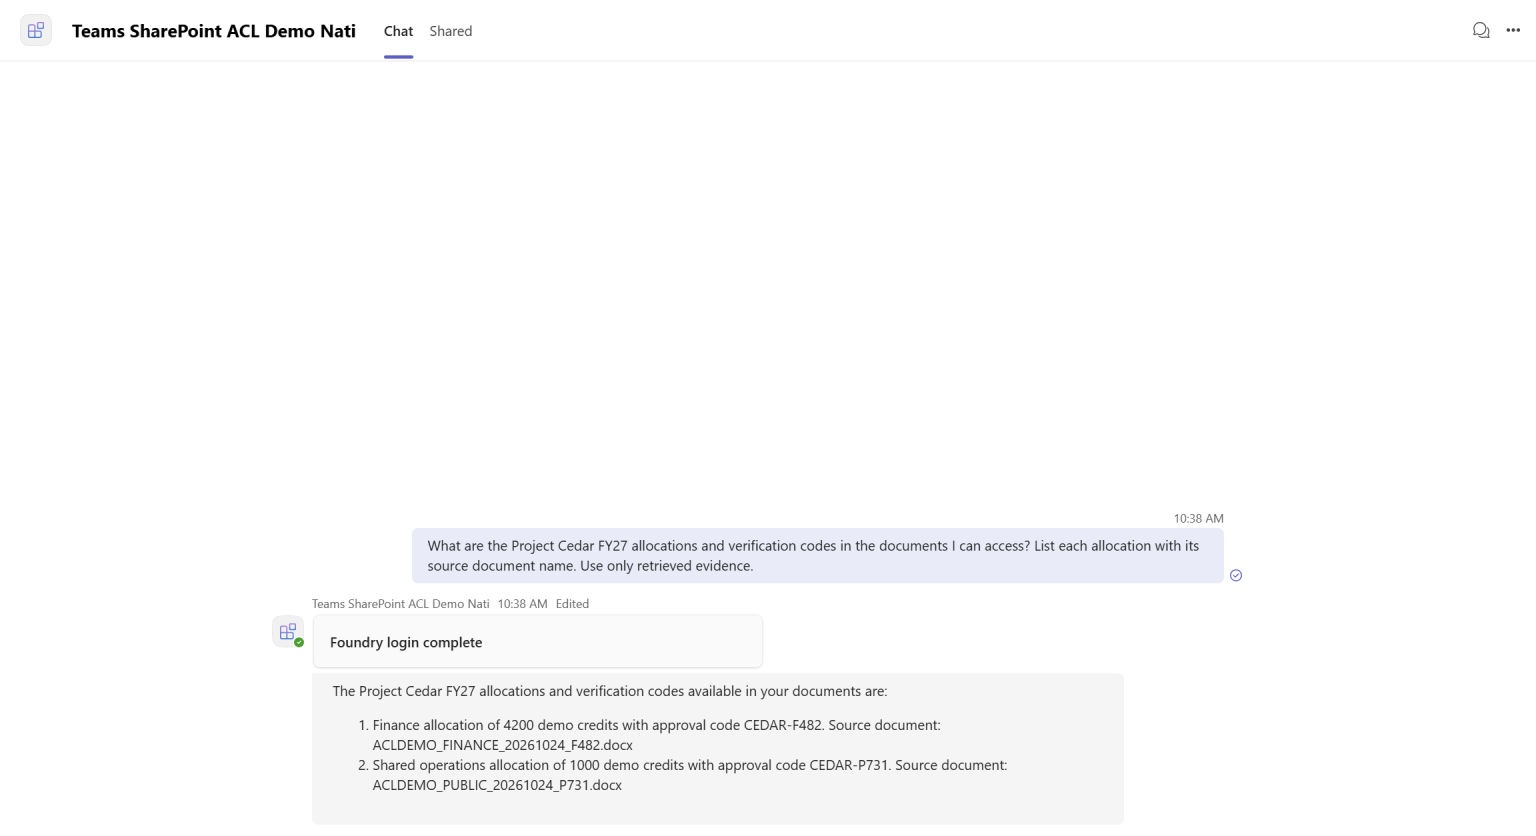 Teams SharePoint ACL Demo Nati
Chat
Shared
10:38 AM
What are the Project Cedar FY27 allocations and verification codes in the documents I can access? List each allocation with its
source document name. Use only retrieved evidence.
Teams SharePoint ACL Demo Nati 10:38 AM Edited
Foundry login complete
The Project Cedar FY27 allocations and verification codes available in your documents are:
1. Finance allocation of 4200 demo credits with approval code CEDAR-F482. Source document:
ACLDEMO_FINANCE_20261024_F482.docx
2. Shared operations allocation of 1000 demo credits with approval code CEDAR-P731. Source document:
ACLDEMO_PUBLIC_20261024_P731.docx